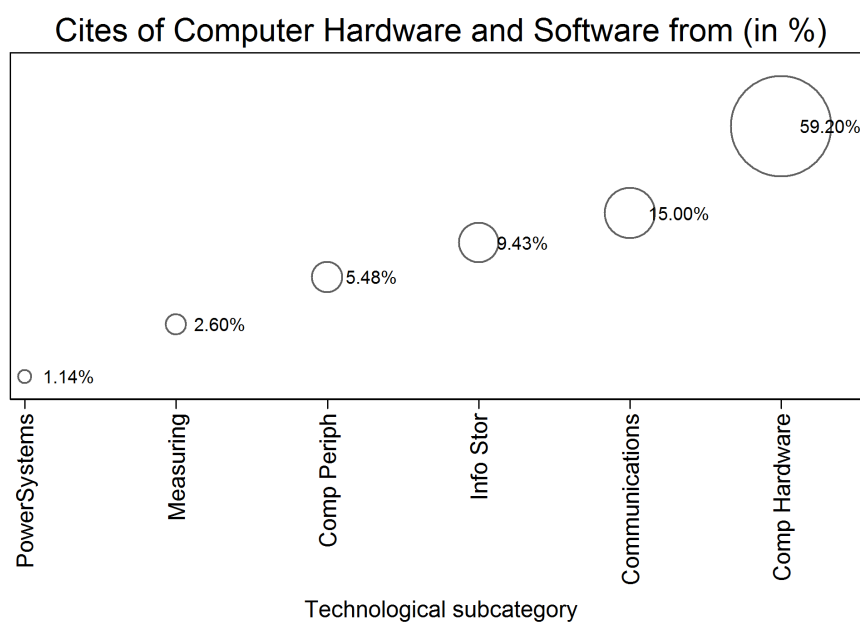 Cites of Computer Hardware and Software from (in %)
59.20%
15.00%
9.43%
5.48%
2.60%
1.14%
PowerSystems
Measuring
Comp Periph
Info Stor
Communications
Comp Hardware
Technological subcategory